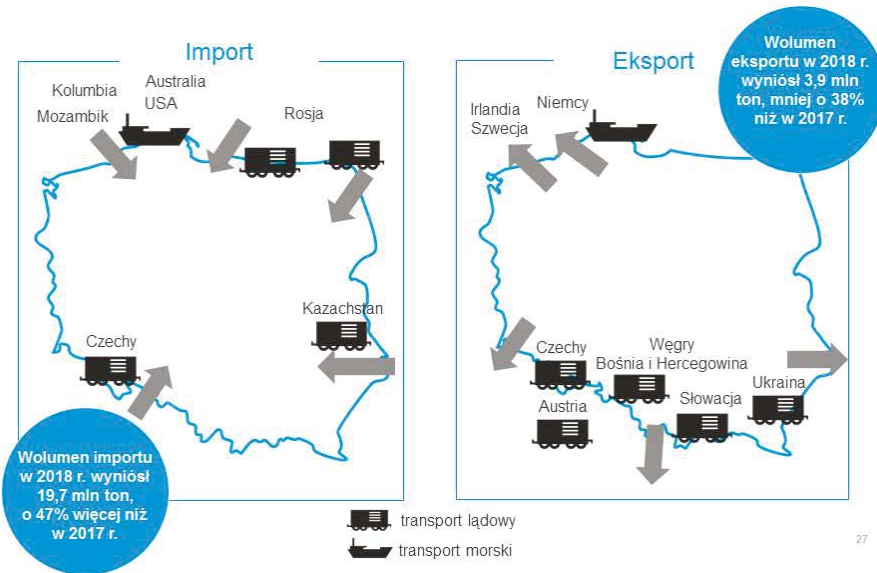 Import
Kolumbia
Mozambik
Australia
USA
Rosja
Kazachstan
Czechy
Wolumen importu
w 2018 r. wyniósł
19,7 mln ton,
o 47% więcej niż
w 2017 r.
Eksport
Wolumen
eksportu w 2018 r.
wyniósł 3,9 mln
ton, mniej o 38%
niż w 2017 r.
Irlandia
Szwecja
Niemcy
Czechy
Austria
Węgry
Bośnia i Hercegowina
Słowacja
Ukraina
transport lądowy
transport morski
27